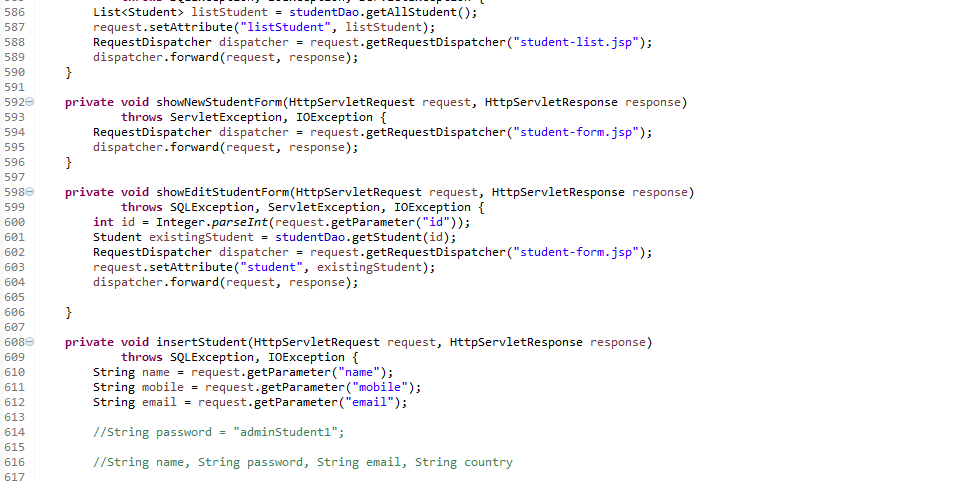 586 List<Student> listStudent = studentDao.getAllStudent();
587 request.setAttribute("listStudent", listStudent);
588 RequestDispatcher dispatcher = request.getRequestDispatcher("student-list.jsp");
589 dispatcher.forward(request, response);
590 }
591
592 private void showNewStudentForm(HttpServletRequest request, HttpServletResponse response)
593 throws ServletException, IOException {
594 RequestDispatcher dispatcher = request.getRequestDispatcher("student-form.jsp");
595 dispatcher.forward(request, response);
596 }
597
598 private void showEditStudentForm(HttpServletRequest request, HttpServletResponse response)
599 throws SQLException, ServletException, IOException {
600 int id = Integer.parseInt(request.getParameter("id"));
601 Student existingStudent = studentDao.getStudent(id);
602 RequestDispatcher dispatcher = request.getRequestDispatcher("student-form.jsp");
603 request.setAttribute("student", existingStudent);
604 dispatcher.forward(request, response);
605
606 }
607
608 private void insertStudent(HttpServletRequest request, HttpServletResponse response)
609 throws SQLException, IOException {
610 String name = request.getParameter("name");
611 String mobile = request.getParameter("mobile");
612 String email = request.getParameter("email");
613
614 //String password = "adminStudent1";
615
616 //String name, String password, String email, String country
617